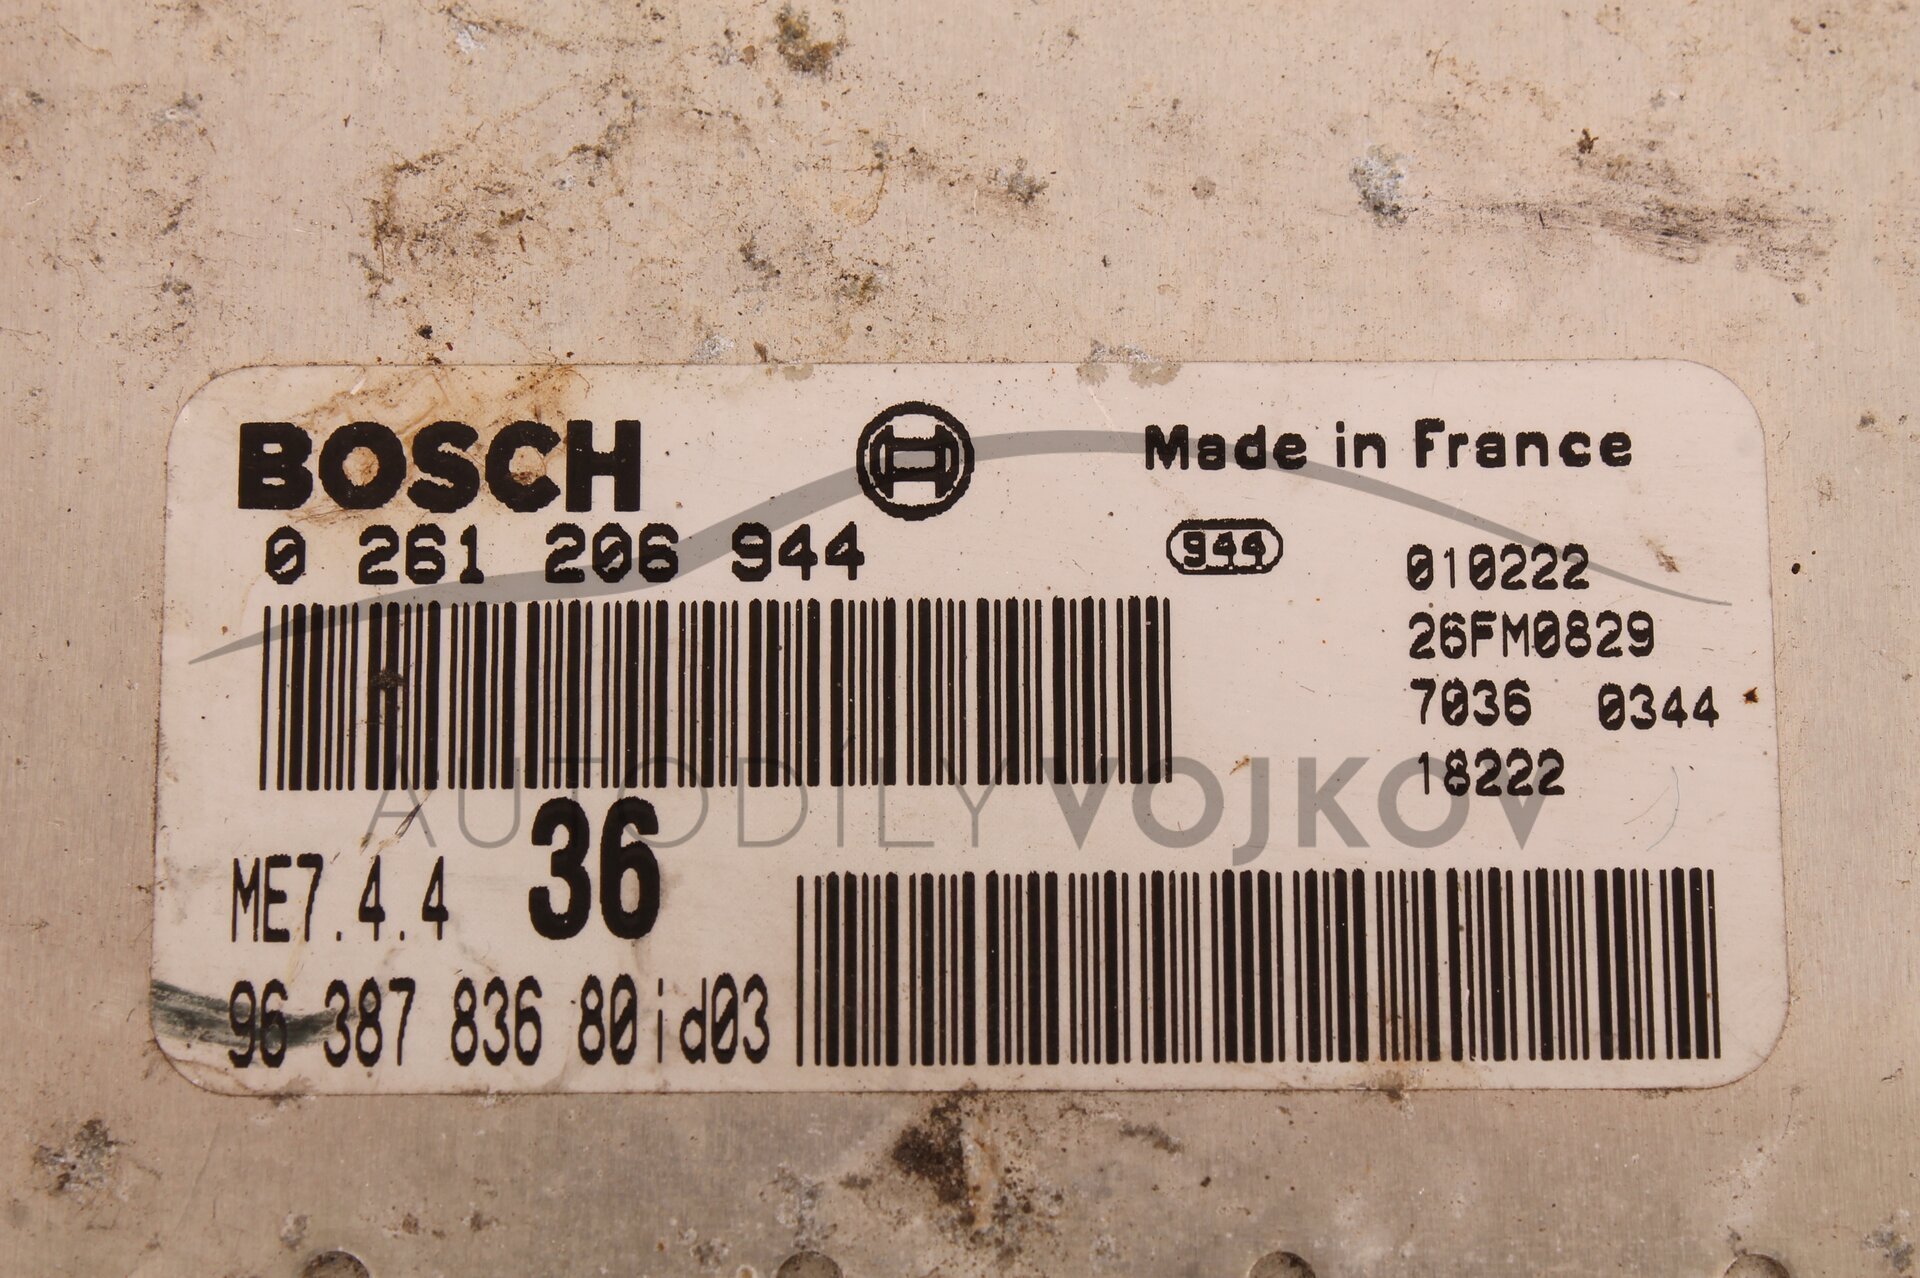 BOSCH
Made in France
0 261 206 944
944
010222
26FM0829
7036 0344
18222
AUTODÍLY VOJKOV
ME7.4.4
36
96 387 836 80id03